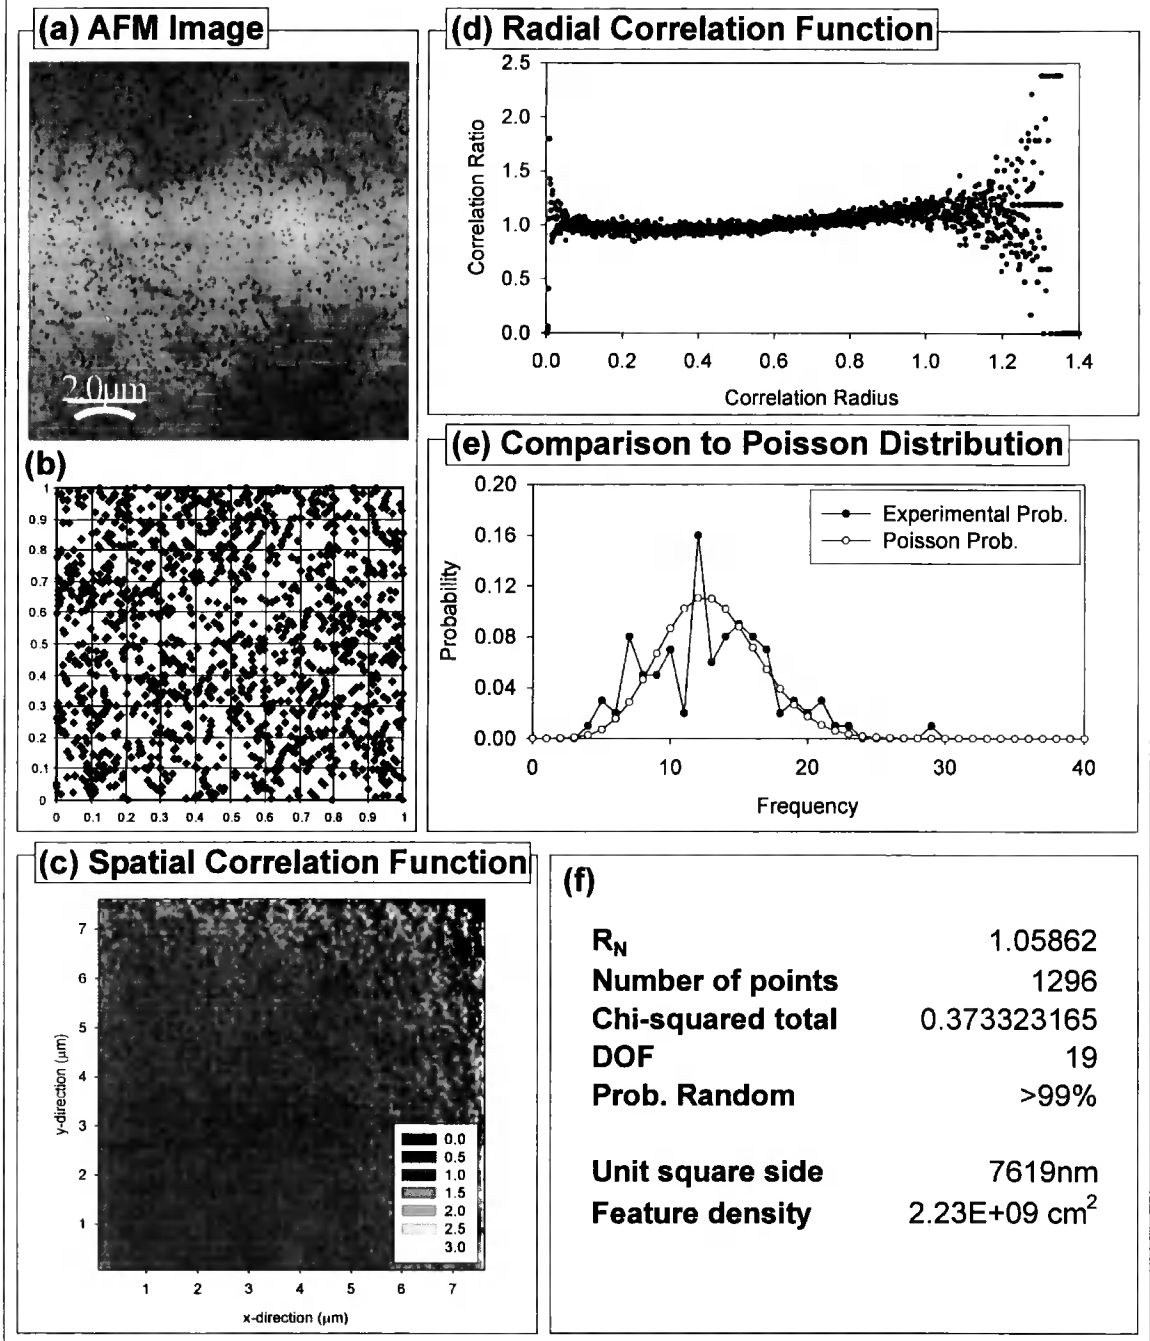 (a) AFM Image
2.0μm
(b)
1
0.9
0.8
0.7
0.6
0.5
0.4
0.3
0.2
0.1
0
0 0.1 0.2 0.3 0.4 0.5 0.6 0.7 0.8 0.9 1
(c) Spatial Correlation Function
7
6
5
4
3
2
1
y-direction (μm)
0.0
0.5
1.0
1.5
2.0
2.5
3.0
1 2 3 4 5 6 7
x-direction (μm)
(d) Radial Correlation Function
2.5
2.0
1.5
1.0
0.5
0.0
Correlation Ratio
0.0 0.2 0.4 0.6 0.8 1.0 1.2 1.4
Correlation Radius
(e) Comparison to Poisson Distribution
0.20
0.16
0.12
0.08
0.04
0.00
Probability
Experimental Prob.
Poisson Prob.
0 10 20 30 40
Frequency
(f)
R_N 1.05862
Number of points 1296
Chi-squared total 0.373323165
DOF 19
Prob. Random >99%
Unit square side 7619nm
Feature density 2.23E+09 cm²